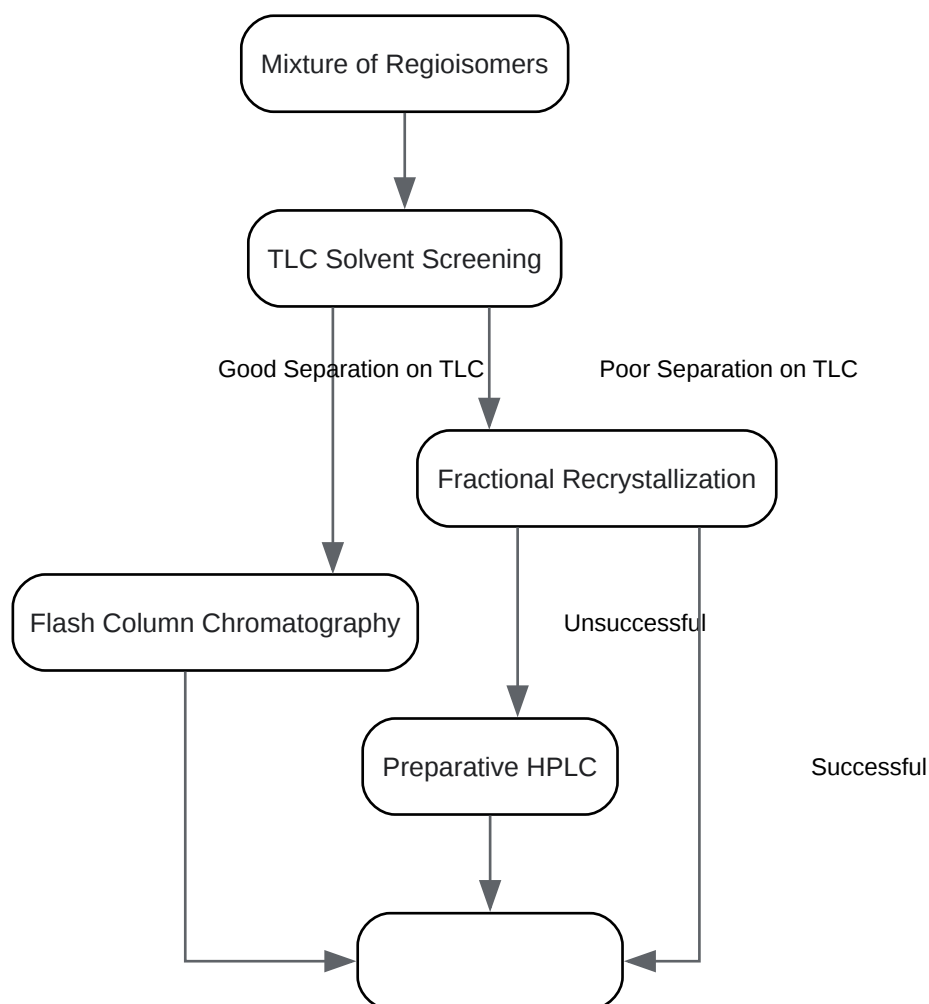 Mixture of Regioisomers
TLC Solvent Screening
Good Separation on TLC
Poor Separation on TLC
Fractional Recrystallization
Flash Column Chromatography
Unsuccessful
Preparative HPLC
Successful